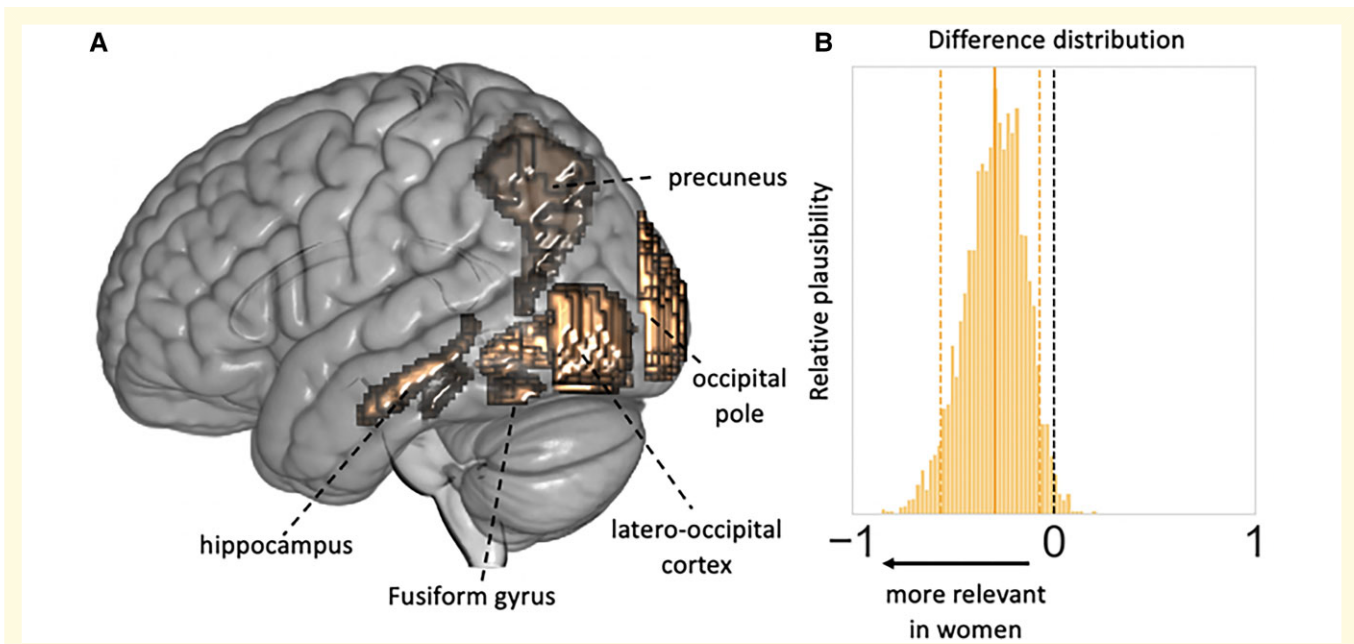 A
precuneus
occipital
pole
latero-occipital
cortex
hippocampus
Fusiform gyrus
B
Difference distribution
Relative plausibility
−1
0
1
more relevant
in women